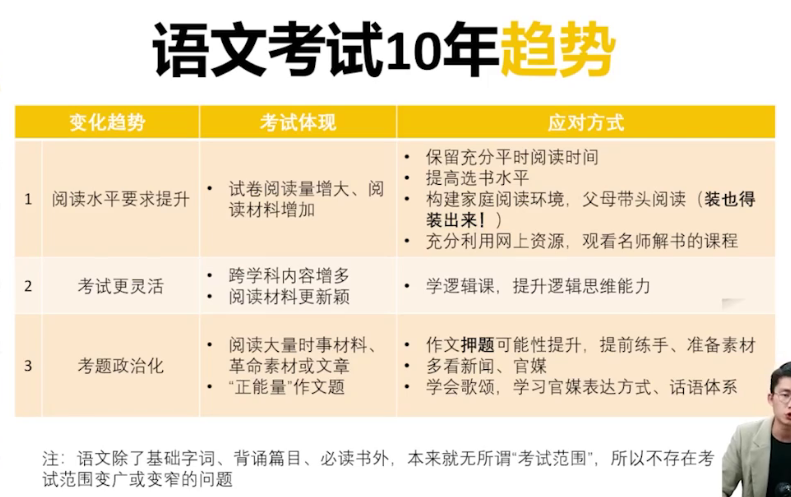 语文考试10年趋势
变化趋势 考试体现 应对方式
1 阅读水平要求提升
• 试卷阅读量增大、阅
读材料增加
• 保留充分平时阅读时间
• 提高选书水平
• 构建家庭阅读环境，父母带头阅读（装也得
装出来！）
• 充分利用网上资源，观看名师解书的课程
2 考试更灵活
• 跨学科内容增多
• 阅读材料更新颖
• 学逻辑课，提升逻辑思维能力
3 考题政治化
• 阅读大量时事材料、
革命素材或文章
• “正能量”作文题
• 作文押题可能性提升，提前练手、准备素材
• 多看新闻、官媒
• 学会歌颂，学习官媒表达方式、话语体系
注：语文除了基础字词、背诵篇目、必读书外，本来就无所谓“考试范围”，所以不存在考
试范围变广或变窄的问题